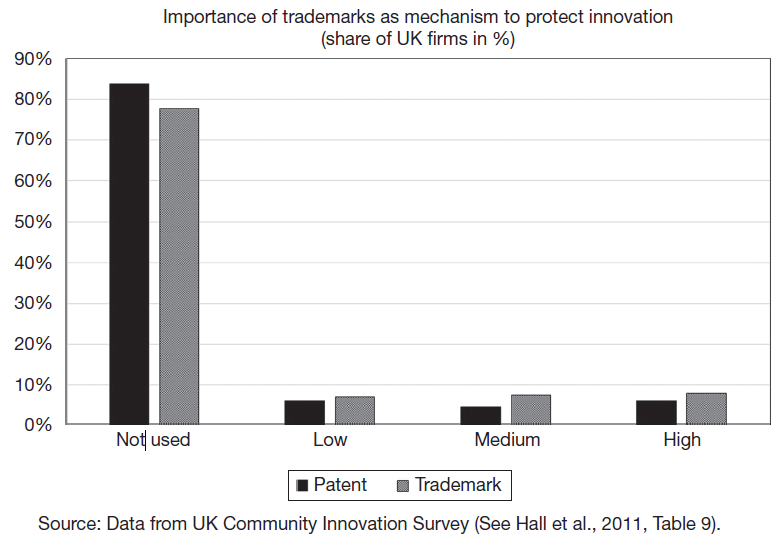 Importance of trademarks as mechanism to protect innovation
(share of UK firms in %)
90%
80%
70%
60%
50%
40%
30%
20%
10%
0%
Not used
Low
Medium
High
Patent
Trademark
Source: Data from UK Community Innovation Survey (See Hall et al., 2011, Table 9).